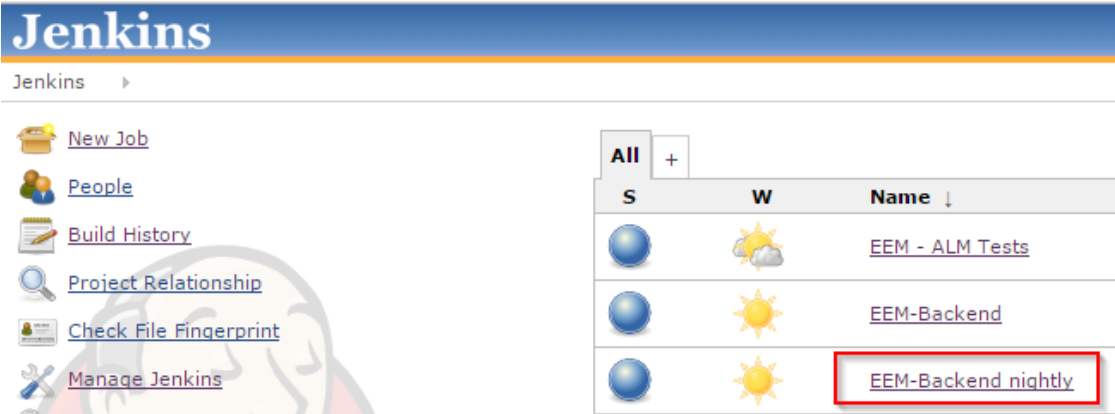 Jenkins
Jenkins
New Job
People
Build History
Project Relationship
Check File Fingerprint
Manage Jenkins
All +
S W Name ↓
EEM - ALM Tests
EEM-Backend
EEM-Backend nightly